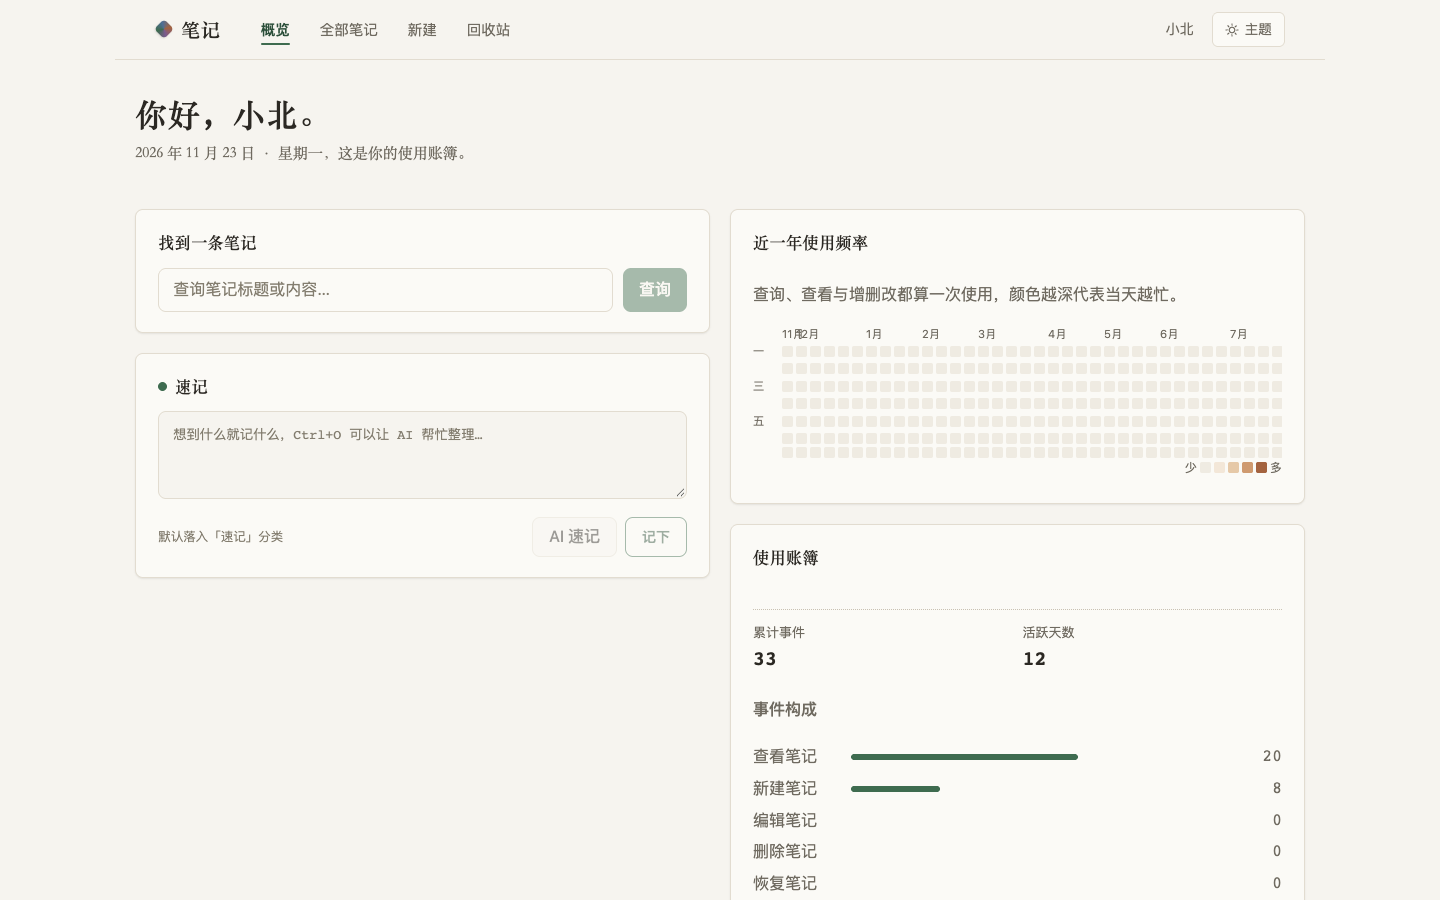 笔记
概览
全部笔记
新建
回收站
小北
主题
你好，小北。
2026 年 11 月 23 日 · 星期一，这是你的使用账簿。
找到一条笔记
查询笔记标题或内容...
查询
速记
想到什么就记什么，Ctrl+O 可以让 AI 帮忙整理…
默认落入「速记」分类
AI 速记
记下
近一年使用频率
查询、查看与增删改都算一次使用，颜色越深代表当天越忙。
11月 12月 1月 2月 3月 4月 5月 6月 7月
一
三
五
少 多
使用账簿
累计事件
33
活跃天数
12
事件构成
查看笔记 20
新建笔记 8
编辑笔记 0
删除笔记 0
恢复笔记 0